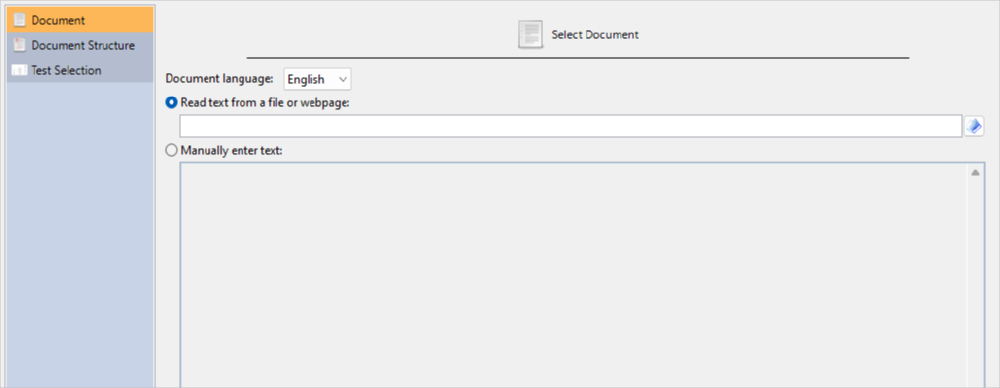 Document
Document Structure
Test Selection
Select Document
Document language: English
Read text from a file or webpage:
Manually enter text: